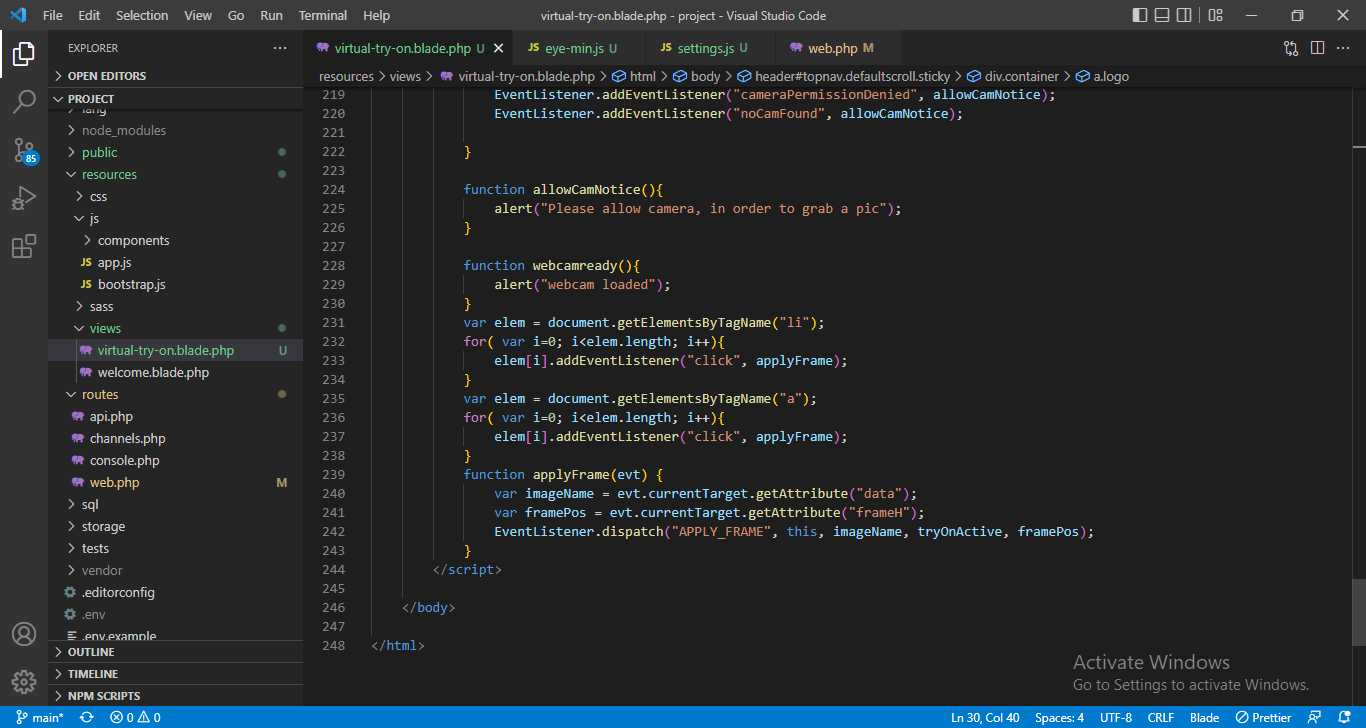 File Edit Selection View Go Run Terminal Help virtual-try-on.blade.php - project - Visual Studio Code
EXPLORER
OPEN EDITORS
PROJECT
lang
node_modules
public
resources
css
js
components
JS app.js
JS bootstrap.js
sass
views
virtual-try-on.blade.php U
welcome.blade.php
routes
api.php
channels.php
console.php
web.php M
sql
storage
tests
vendor
.editorconfig
.env
.env.example
OUTLINE
TIMELINE
NPM SCRIPTS
85
virtual-try-on.blade.php U JS eye-min.js U JS settings.js U web.php M
resources > views > virtual-try-on.blade.php > html > body > header#topnav.defaultscroll.sticky > div.container > a.logo
219 EventListener.addEventListener("cameraPermissionDenied", allowCamNotice);
220 EventListener.addEventListener("noCamFound", allowCamNotice);
221
222 }
223
224 function allowCamNotice(){
225 alert("Please allow camera, in order to grab a pic");
226 }
227
228 function webcamready(){
229 alert("webcam loaded");
230 }
231 var elem = document.getElementsByTagName("li");
232 for( var i=0; i<elem.length; i++){
233 elem[i].addEventListener("click", applyFrame);
234 }
235 var elem = document.getElementsByTagName("a");
236 for( var i=0; i<elem.length; i++){
237 elem[i].addEventListener("click", applyFrame);
238 }
239 function applyFrame(evt) {
240 var imageName = evt.currentTarget.getAttribute("data");
241 var framePos = evt.currentTarget.getAttribute("frameH");
242 EventListener.dispatch("APPLY_FRAME", this, imageName, tryOnActive, framePos);
243 }
244 </script>
245
246 </body>
247
248 </html>
Activate Windows
Go to Settings to activate Windows.
main* 0 0 Ln 30, Col 40 Spaces: 4 UTF-8 CRLF Blade Prettier